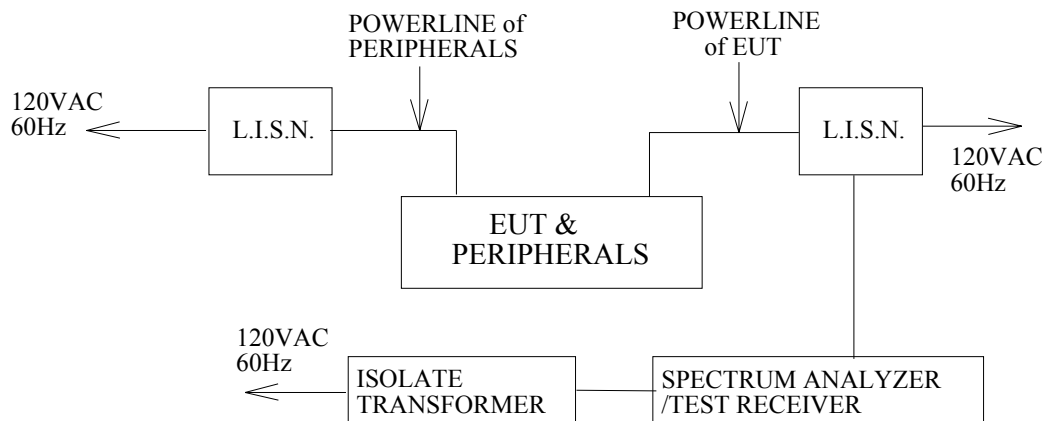 POWERLINE of
PERIPHERALS
POWERLINE
of EUT
120VAC
60Hz
L.I.S.N.
L.I.S.N.
120VAC
60Hz
EUT &
PERIPHERALS
120VAC
60Hz
ISOLATE
TRANSFORMER
SPECTRUM ANALYZER
/TEST RECEIVER